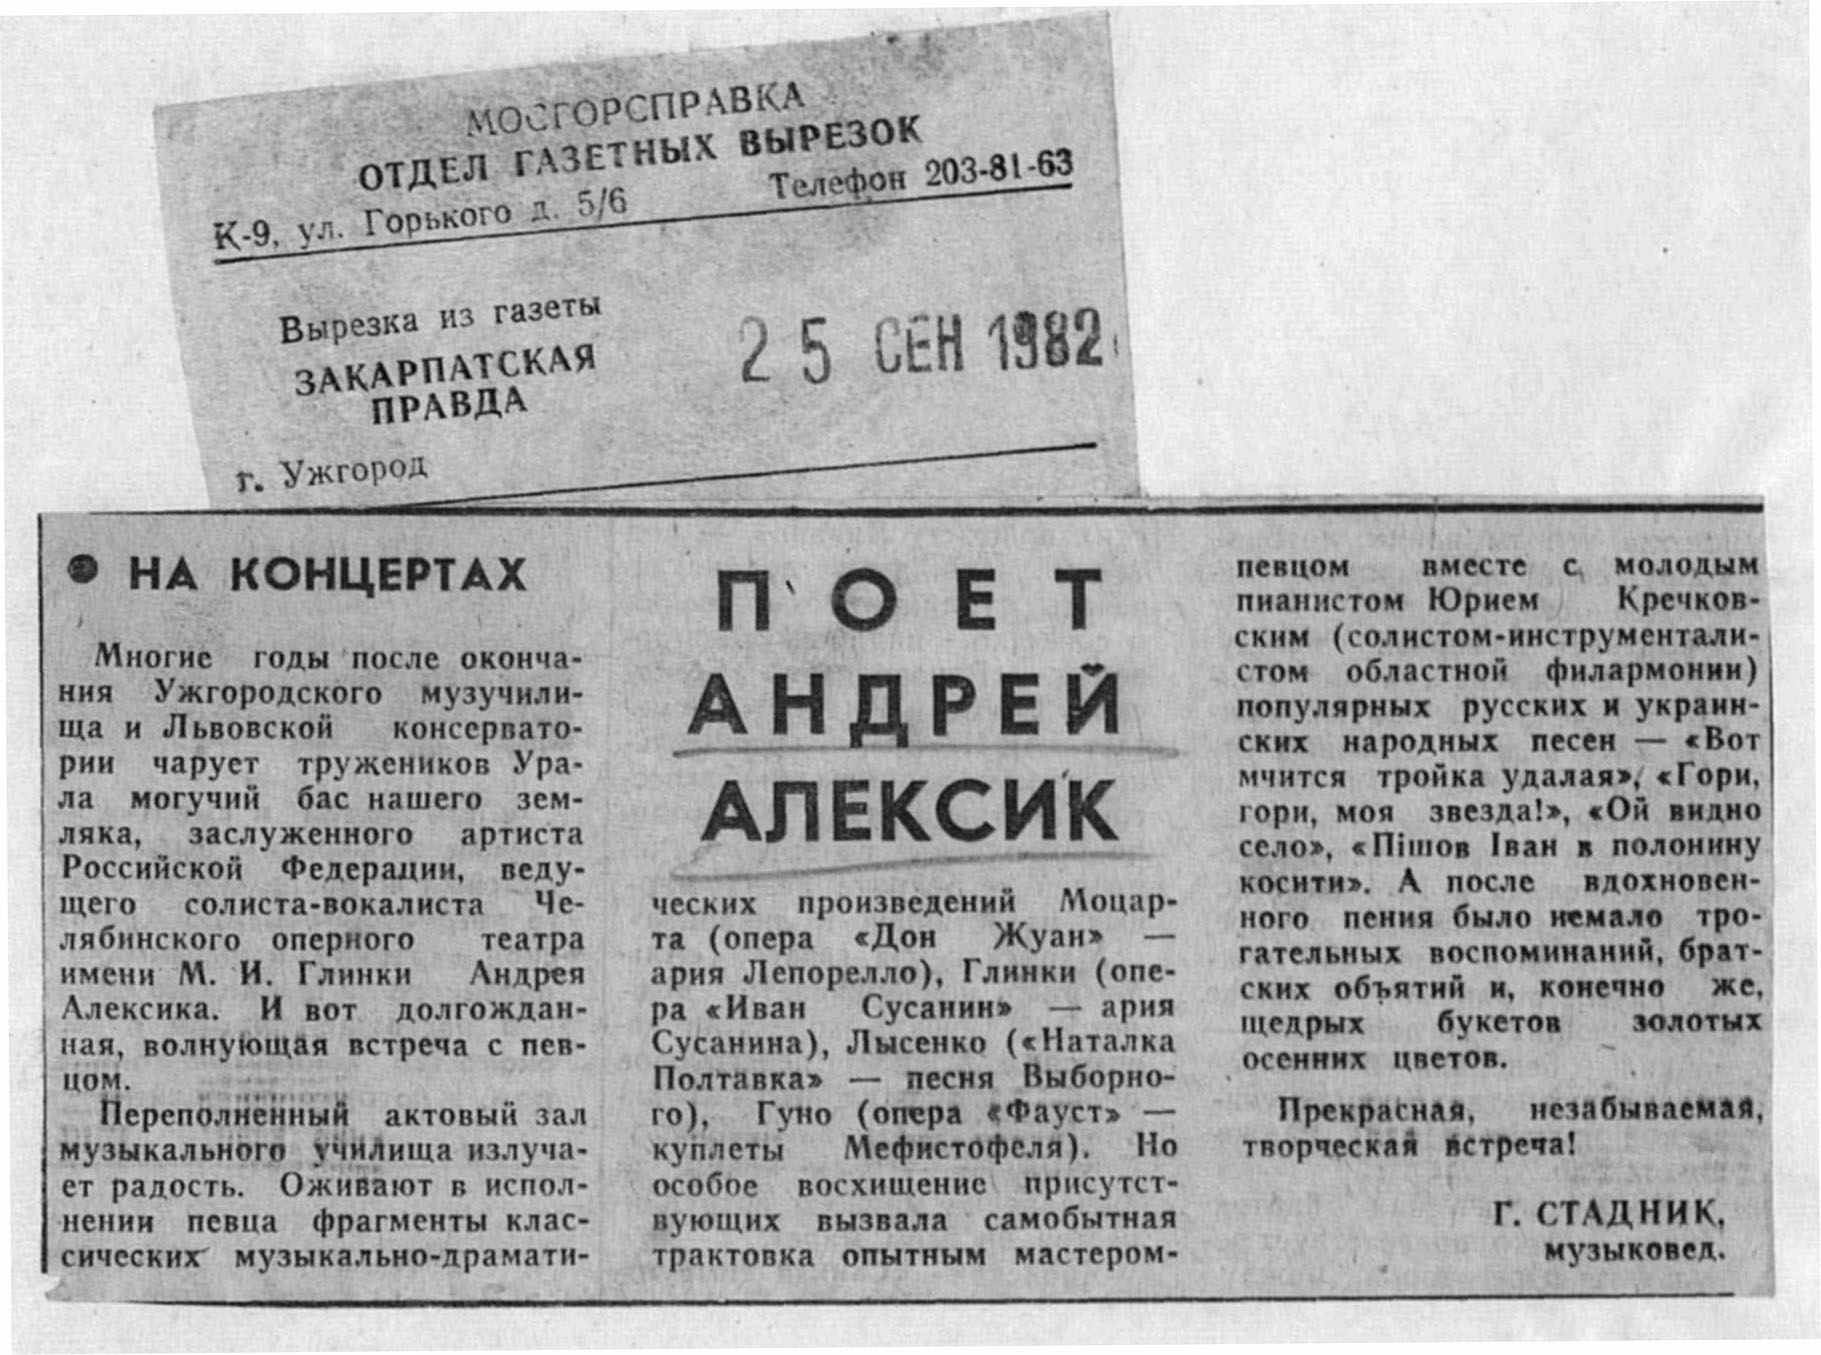 МОСГОРСПРАВКА
ОТДЕЛ ГАЗЕТНЫХ ВЫРЕЗОК
К-9, ул. Горького д. 5/6 Телефон 203-81-63
Вырезка из газеты
ЗАКАРПАТСКАЯ
ПРАВДА
25 СЕН 1982
г. Ужгород
● НА КОНЦЕРТАХ
ПОЕТ
АНДРЕЙ
АЛЕКСИК
Многие годы после оконча-
ния Ужгородского музучили-
ща и Львовской консервато-
рии чарует тружеников Ура-
ла могучий бас нашего зем-
ляка, заслуженного артиста
Российской Федерации, веду-
щего солиста-вокалиста Че-
лябинского оперного театра
имени М. И. Глинки Андрея
Алексика. И вот долгождан-
ная, волнующая встреча с пев-
цом.
Переполненный актовый зал
музыкального училища излуча-
ет радость. Оживают в испол-
нении певца фрагменты клас-
сических музыкально-драмати-
ческих произведений Моцар-
та (опера «Дон Жуан» —
ария Лепорелло), Глинки (опе-
ра «Иван Сусанин» — ария
Сусанина), Лысенко («Наталка
Полтавка» — песня Выборно-
го), Гуно (опера «Фауст» —
куплеты Мефистофеля). Но
особое восхищение присутст-
вующих вызвала самобытная
трактовка опытным мастером-
певцом вместе с молодым
пианистом Юрием Кречков-
ским (солистом-инструментали-
стом областной филармонии)
популярных русских и украин-
ских народных песен — «Вот
мчится тройка удалая», «Гори,
гори, моя звезда!», «Ой видно
село», «Пішов Іван в полонину
косити». А после вдохновен-
ного пения было немало тро-
гательных воспоминаний, брат-
ских объятий и, конечно же,
щедрых букетов золотых
осенних цветов.
Прекрасная, незабываемая,
творческая встреча!
Г. СТАДНИК,
музыковед.